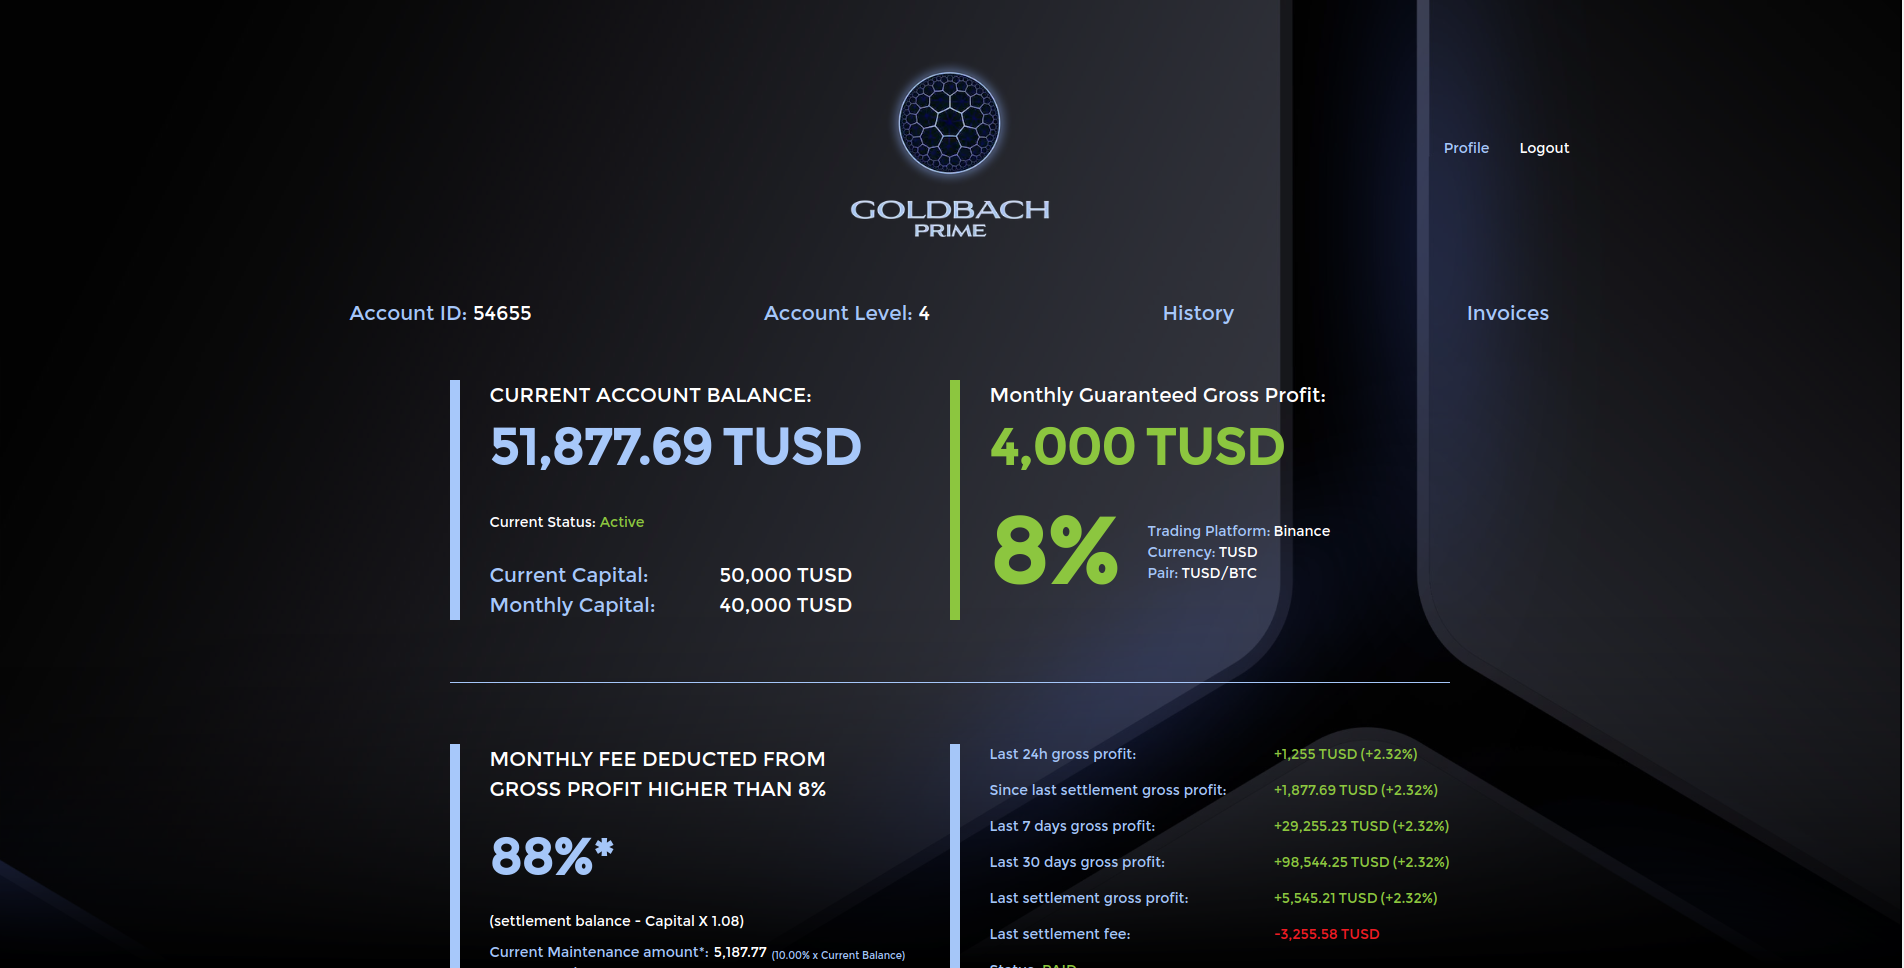 GOLDBACH
PRIME
Profile Logout
Account ID: 54655
Account Level: 4
History
Invoices
CURRENT ACCOUNT BALANCE:
51,877.69 TUSD
Current Status: Active
Current Capital: 50,000 TUSD
Monthly Capital: 40,000 TUSD
Monthly Guaranteed Gross Profit:
4,000 TUSD
8%
Trading Platform: Binance
Currency: TUSD
Pair: TUSD/BTC
MONTHLY FEE DEDUCTED FROM
GROSS PROFIT HIGHER THAN 8%
88%*
(settlement balance - Capital X 1.08)
Current Maintenance amount*: 5,187.77 (10.00% x Current Balance)
Last 24h gross profit: +1,255 TUSD (+2.32%)
Since last settlement gross profit: +1,877.69 TUSD (+2.32%)
Last 7 days gross profit: +29,255.23 TUSD (+2.32%)
Last 30 days gross profit: +98,544.25 TUSD (+2.32%)
Last settlement gross profit: +5,545.21 TUSD (+2.32%)
Last settlement fee: -3,255.58 TUSD
Status: PAID